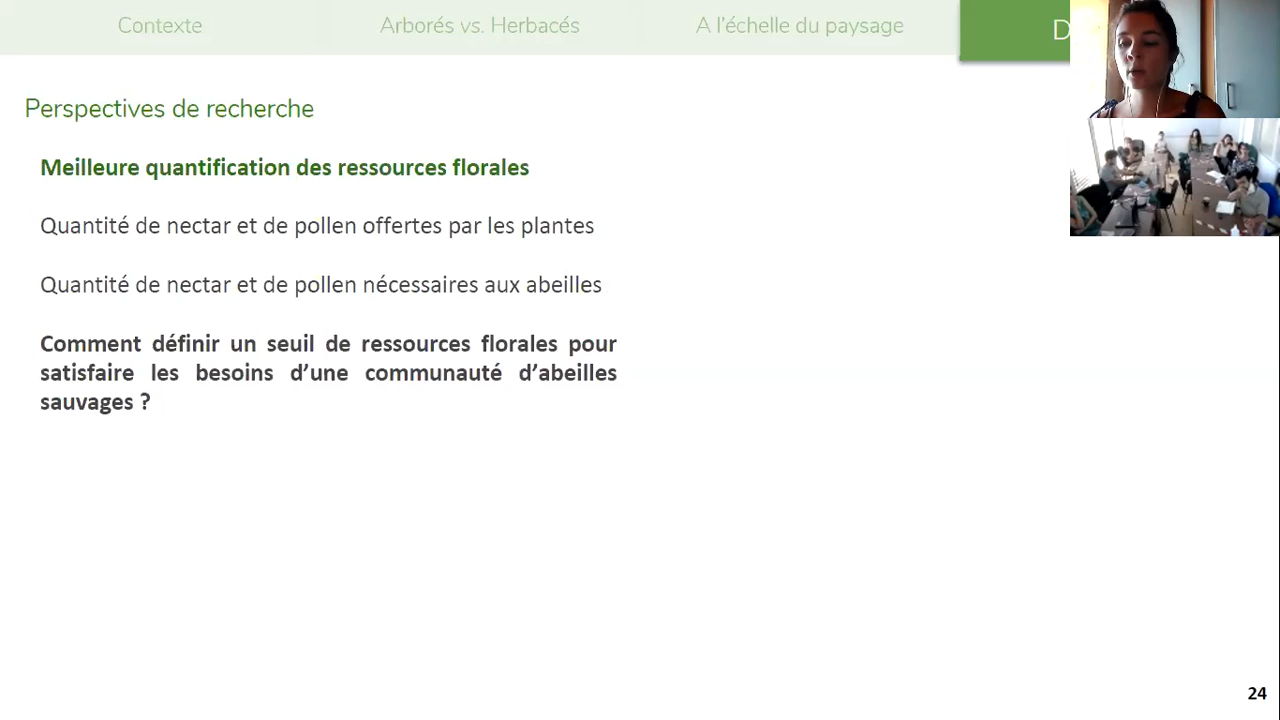 Contexte
Arborés vs. Herbacés
A l'échelle du paysage
Perspectives de recherche
Meilleure quantification des ressources florales
Quantité de nectar et de pollen offertes par les plantes
Quantité de nectar et de pollen nécessaires aux abeilles
Comment définir un seuil de ressources florales pour
satisfaire les besoins d'une communauté d'abeilles
sauvages ?
24